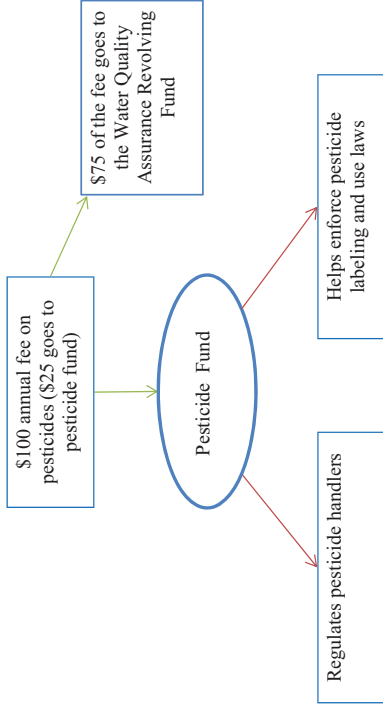 $100 annual fee on
pesticides ($25 goes to
pesticide fund)
$75 of the fee goes to
the Water Quality
Assurance Revolving
Fund
Pesticide Fund
Regulates pesticide handlers
Helps enforce pesticide
labeling and use laws